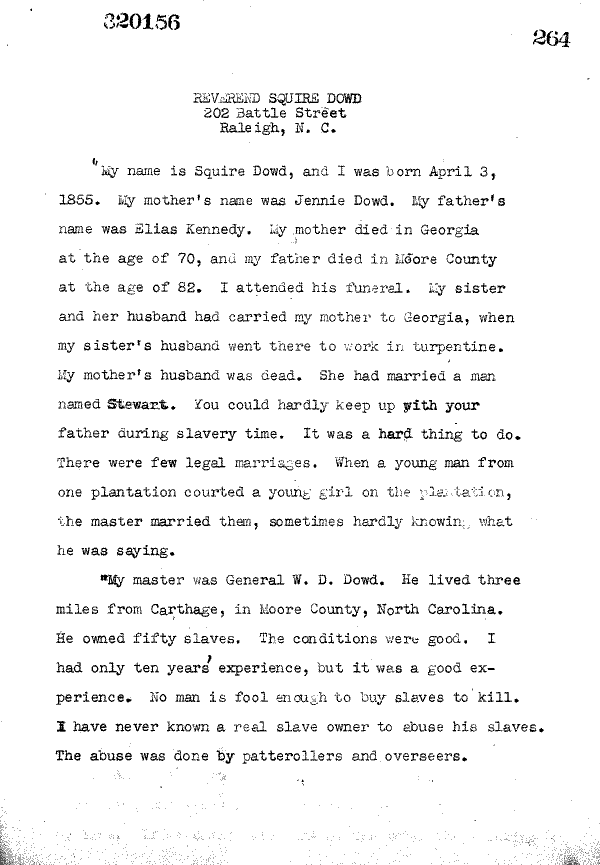 320156
264
REVEREND SQUIRE DOWD
202 Battle Street
Raleigh, N. C.
"My name is Squire Dowd, and I was born April 3,
1855. My mother's name was Jennie Dowd. My father's
name was Elias Kennedy. My mother died in Georgia
at the age of 70, and my father died in Moore County
at the age of 82. I attended his funeral. My sister
and her husband had carried my mother to Georgia, when
my sister's husband went there to work in turpentine.
My mother's husband was dead. She had married a man
named Stewart. You could hardly keep up with your
father during slavery time. It was a hard thing to do.
There were few legal marriages. When a young man from
one plantation courted a young girl on the plantation,
the master married them, sometimes hardly knowing what
he was saying.
"My master was General W. D. Dowd. He lived three
miles from Carthage, in Moore County, North Carolina.
He owned fifty slaves. The conditions were good. I
had only ten years' experience, but it was a good ex-
perience. No man is fool enough to buy slaves to kill.
I have never known a real slave owner to abuse his slaves.
The abuse was done by patterollers and overseers.